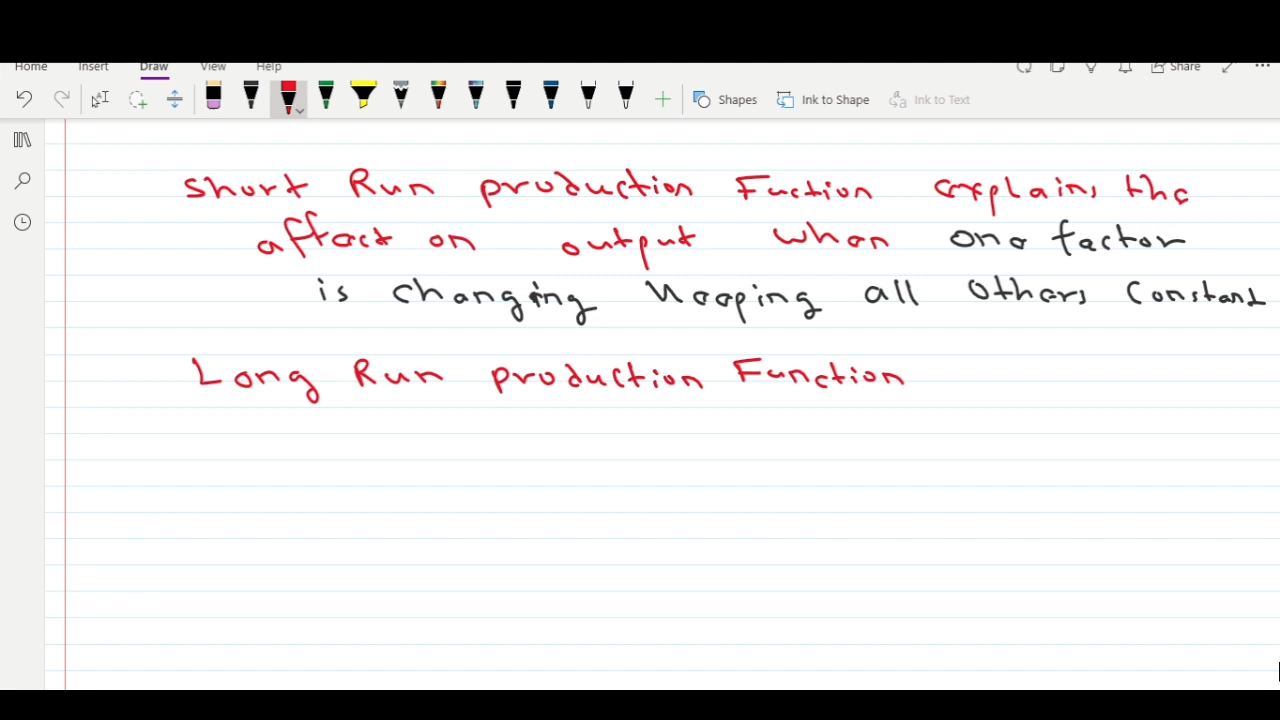 Home Insert Draw View Help Share
Shapes Ink to Shape Ink to Text
Short Run production Fuction explains the
affect on output when one factor
is changing Keeping all others constant
Long Run production Function